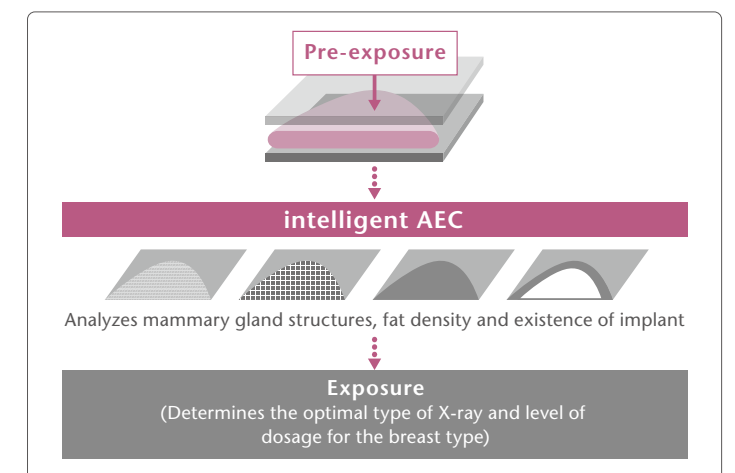 Pre-exposure
intelligent AEC
Analyzes mammary gland structures, fat density and existence of implant
Exposure
(Determines the optimal type of X-ray and level of
dosage for the breast type)